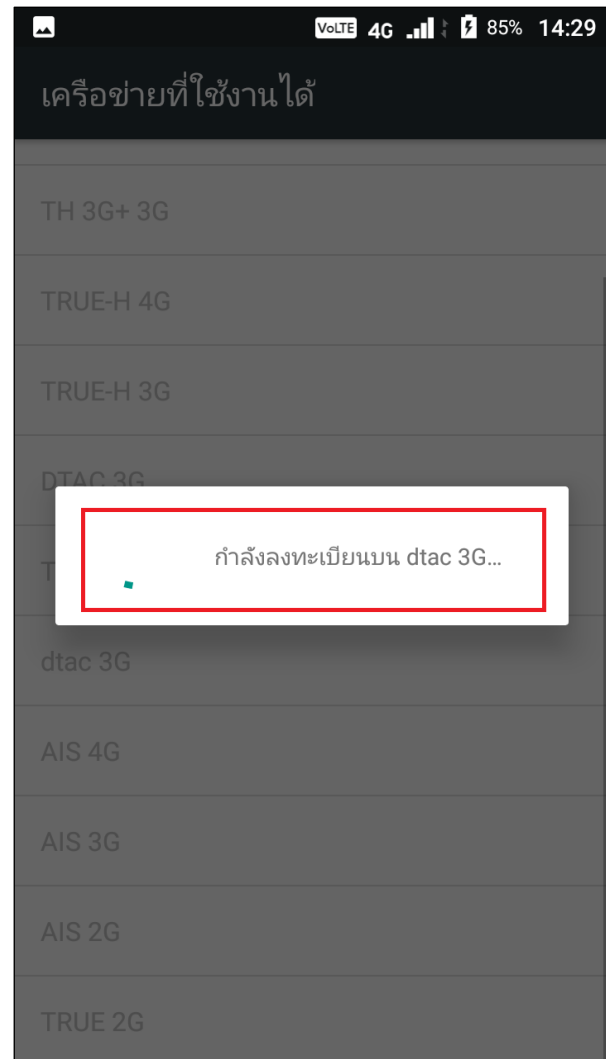 VoLTE 4G 85% 14:29
เครือข่ายที่ใช้งานได้
TH 3G+ 3G
TRUE-H 4G
TRUE-H 3G
DTAC 3G
กำลังลงทะเบียนบน dtac 3G...
T
dtac 3G
AIS 4G
AIS 3G
AIS 2G
TRUE 2G